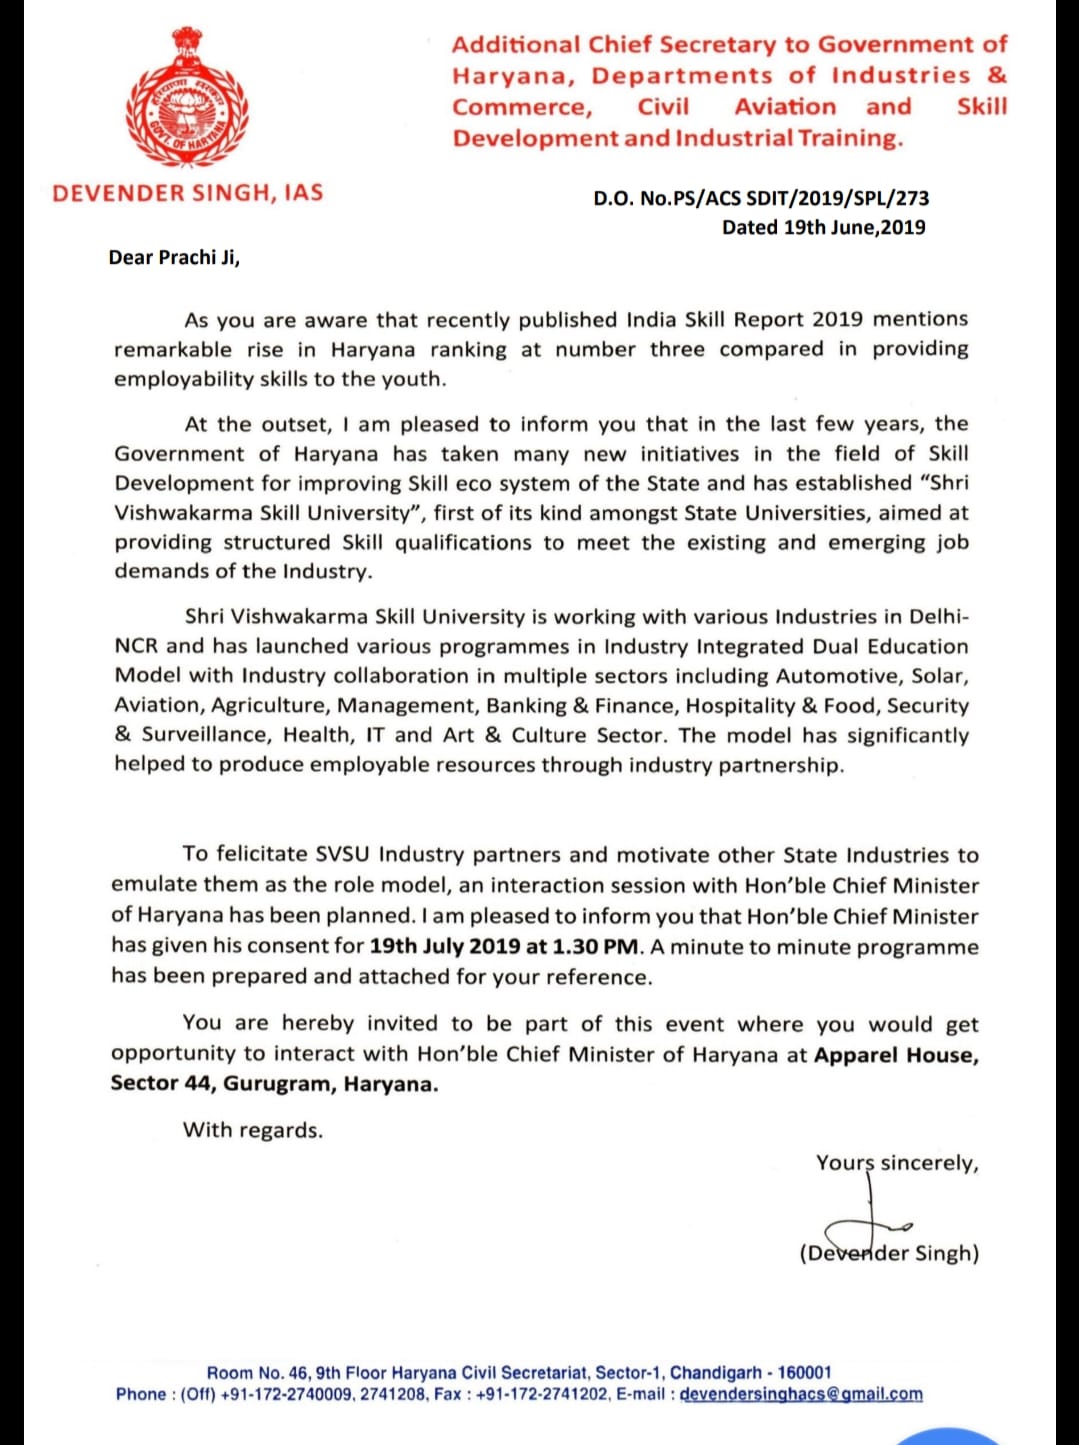 Additional Chief Secretary to Government of
Haryana, Departments of Industries &
Commerce, Civil Aviation and Skill
Development and Industrial Training.
GOVT. OF HARYANA
DEVENDER SINGH, IAS
D.O. No.PS/ACS SDIT/2019/SPL/273
Dated 19th June,2019
Dear Prachi Ji,
As you are aware that recently published India Skill Report 2019 mentions
remarkable rise in Haryana ranking at number three compared in providing
employability skills to the youth.
At the outset, I am pleased to inform you that in the last few years, the
Government of Haryana has taken many new initiatives in the field of Skill
Development for improving Skill eco system of the State and has established “Shri
Vishwakarma Skill University”, first of its kind amongst State Universities, aimed at
providing structured Skill qualifications to meet the existing and emerging job
demands of the Industry.
Shri Vishwakarma Skill University is working with various Industries in Delhi-
NCR and has launched various programmes in Industry Integrated Dual Education
Model with Industry collaboration in multiple sectors including Automotive, Solar,
Aviation, Agriculture, Management, Banking & Finance, Hospitality & Food, Security
& Surveillance, Health, IT and Art & Culture Sector. The model has significantly
helped to produce employable resources through industry partnership.
To felicitate SVSU Industry partners and motivate other State Industries to
emulate them as the role model, an interaction session with Hon’ble Chief Minister
of Haryana has been planned. I am pleased to inform you that Hon’ble Chief Minister
has given his consent for 19th July 2019 at 1.30 PM. A minute to minute programme
has been prepared and attached for your reference.
You are hereby invited to be part of this event where you would get
opportunity to interact with Hon’ble Chief Minister of Haryana at Apparel House,
Sector 44, Gurugram, Haryana.
With regards.
Yours sincerely,
(Devender Singh)
Room No. 46, 9th Floor Haryana Civil Secretariat, Sector-1, Chandigarh - 160001
Phone : (Off) +91-172-2740009, 2741208, Fax : +91-172-2741202, E-mail : devendersinghacs@gmail.com